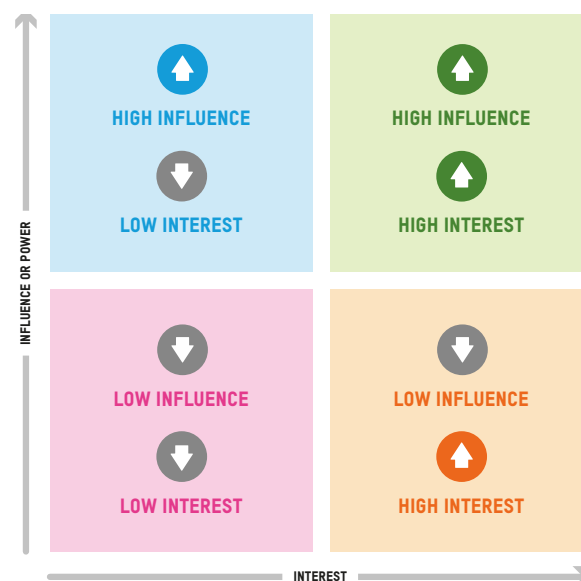 HIGH INFLUENCE
LOW INTEREST
HIGH INFLUENCE
HIGH INTEREST
INFLUENCE OR POWER
LOW INFLUENCE
LOW INTEREST
LOW INFLUENCE
HIGH INTEREST
INTEREST